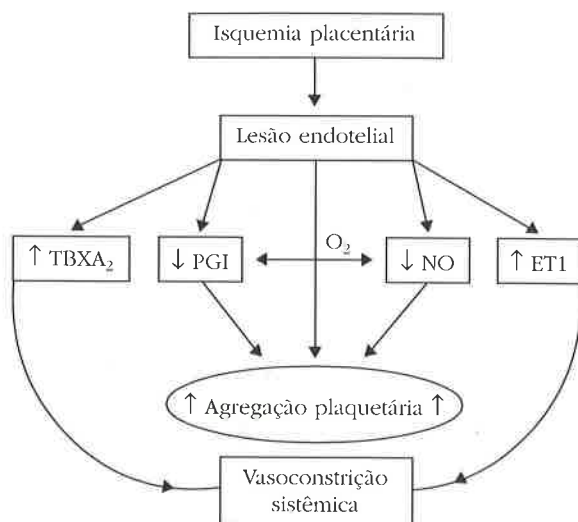 Isquemia placentária
Lesão endotelial
O₂
↑ TBXA₂
↓ PGI
↓ NO
↑ ET1
↑ Agregação plaquetária ↑
Vasoconstrição
sistêmica